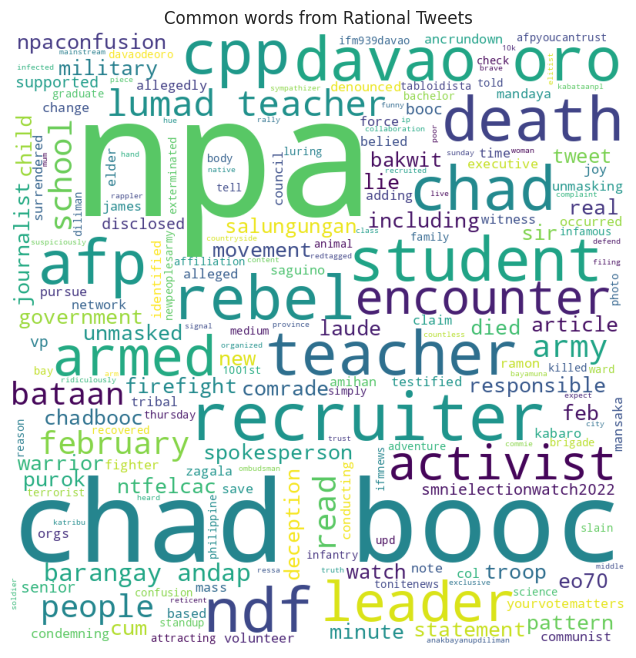 Common words from Rational Tweets
npaconfusion
cpp
davao oro
ifm939davao
ancrundown
afpyoucantrust
10k
elitist
mainstream
infected
piece
davaodeoro
sympathizer
military
supported
allegedly
denounced
tabloidista
told
check
brave
kabataanpl
graduate
change
hue
rally
funny
ip
collaboration
bachelor
mandaya
lumad teacher
npa
death
force
booc
poor
sunday
woman
belied
time
executive
school
child
surrendered
mum
hand
rappler
diliman
elder
exterminated
body
native
tell
council
luring
recruited
live
complaint
bakwit
lie
adding
tweet
unmasking
joy
james
disclosed
salungungan
countryside
class
including
real
witness
infamous
occurred
defend
filing
journalist
suspiciously
identified
newpeoplesarmy
movement
animal
redtagged
family
chad
sir
afp
affiliation
content
alleged
saguino
student
photo
pursue
network
rebel
encounter
government
signal
province
medium
laude
claim
died
article
unmasked
vp
new
organized
countless
ramon
killed
ward
army
armed
teacher
bay
ridiculously
1001st
simply
amihan
testified
bayamuna
responsible
expect
bataan
firefight
comrade
tribal
chadbooc
thursday
recruiter
feb
city
mansaka
reason
february
recovered
trust
commie
kabaro
brigade
ombudsman
spokesperson
adventure
warrior
fighter
zagala
activist
purok
terrorist
ntfelcac
save
philippines
deception
read
conducting
ifmnews
smnielectionwatch2022
slain
katribu
heard
orgs
chad booc
upd
barangay andap
infantry
watch
note
col
troop
eo70
middle
soldier
senior
confusion
mass
truth
ressa
tonitenews
exclusive
science
yourvotematters
people
cum
based
reticent
standup
ndf
leader
statement
pattern
condemning
attracting
volunteer
minute
anakbayanupdiliman
communist